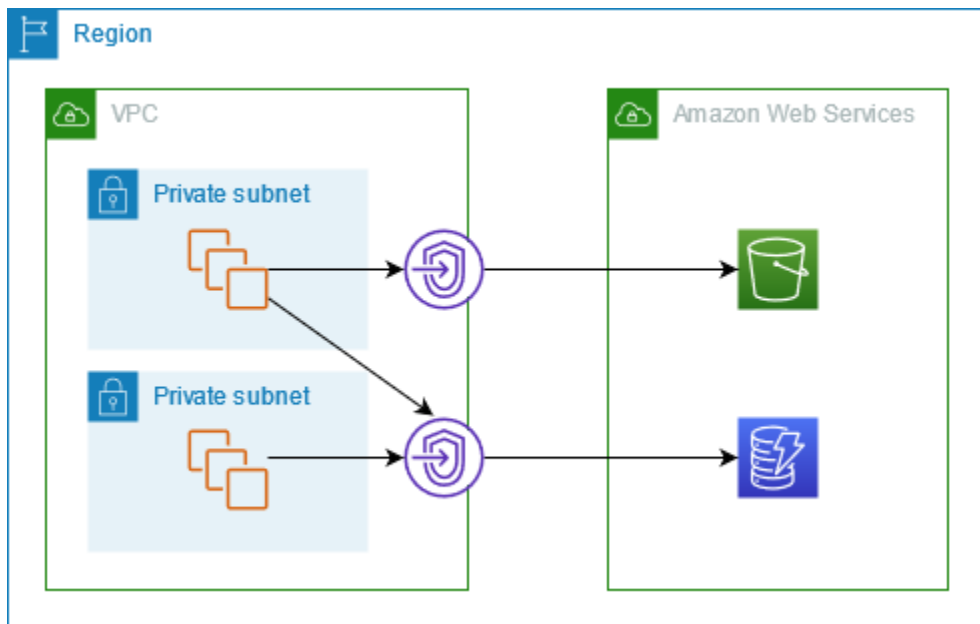 Region
VPC
Amazon Web Services
Private subnet
Private subnet